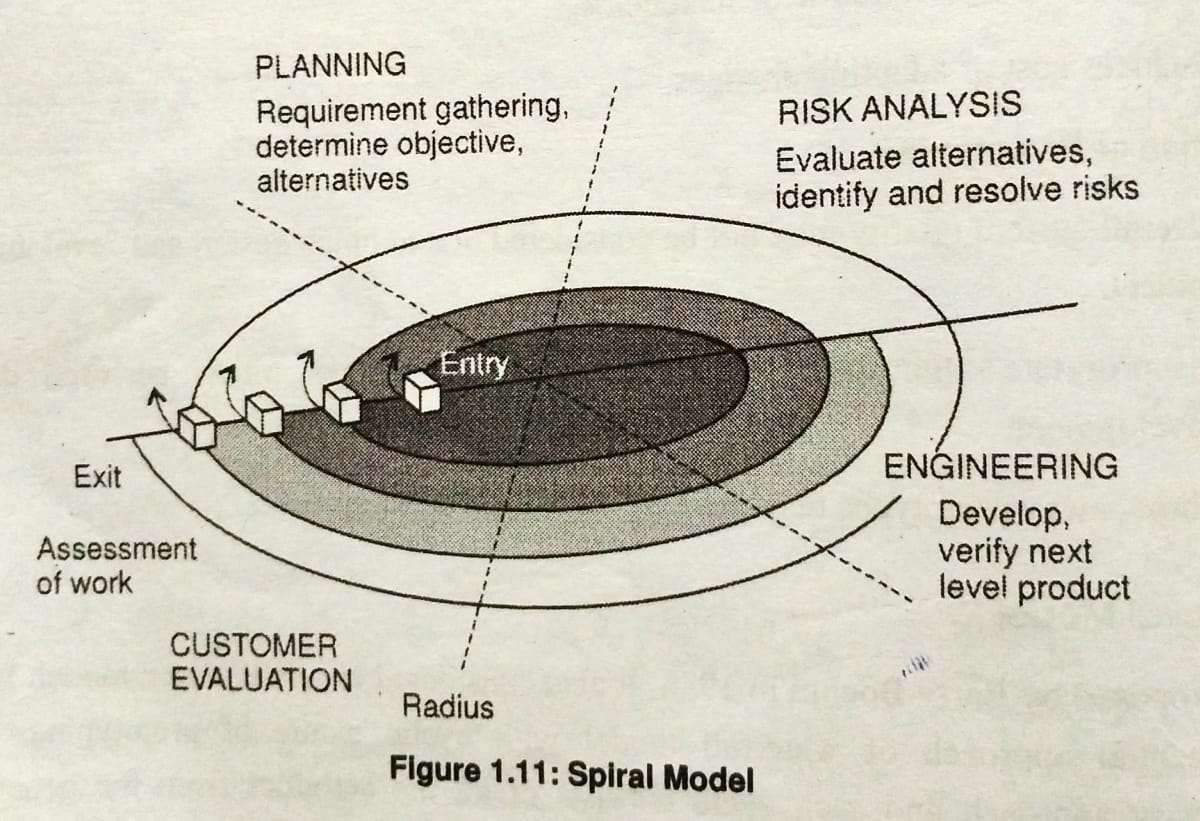 PLANNING
Requirement gathering,
determine objective,
alternatives
RISK ANALYSIS
Evaluate alternatives,
identify and resolve risks
Entry
Exit
ENGINEERING
Develop,
verify next
level product
Assessment
of work
CUSTOMER
EVALUATION
Radius
Figure 1.11: Spiral Model